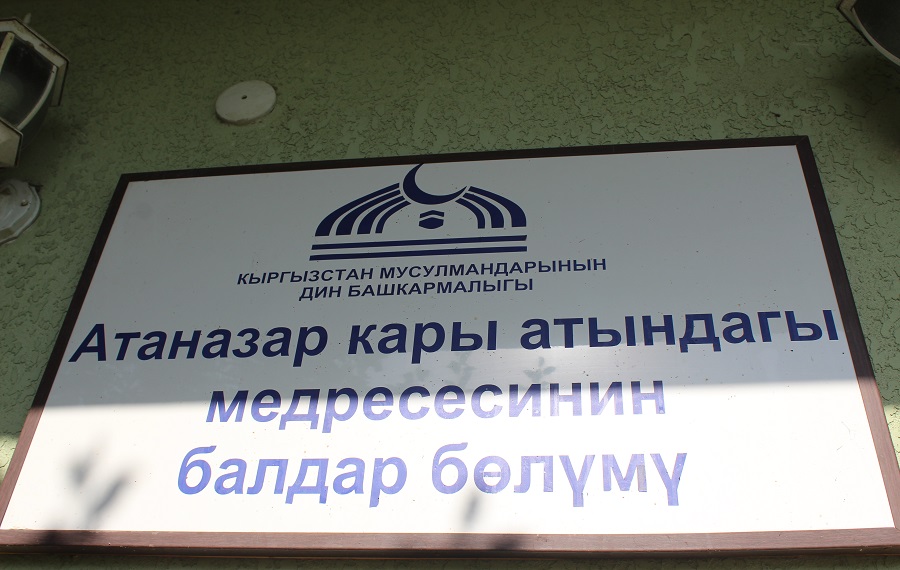 КЫРГЫЗСТАН МУСУЛМАНДАРЫНЫН
ДИН БАШКАРМАЛЫГЫ
Атаназар кары атындагы
медресесинин
балдар бөлүмү